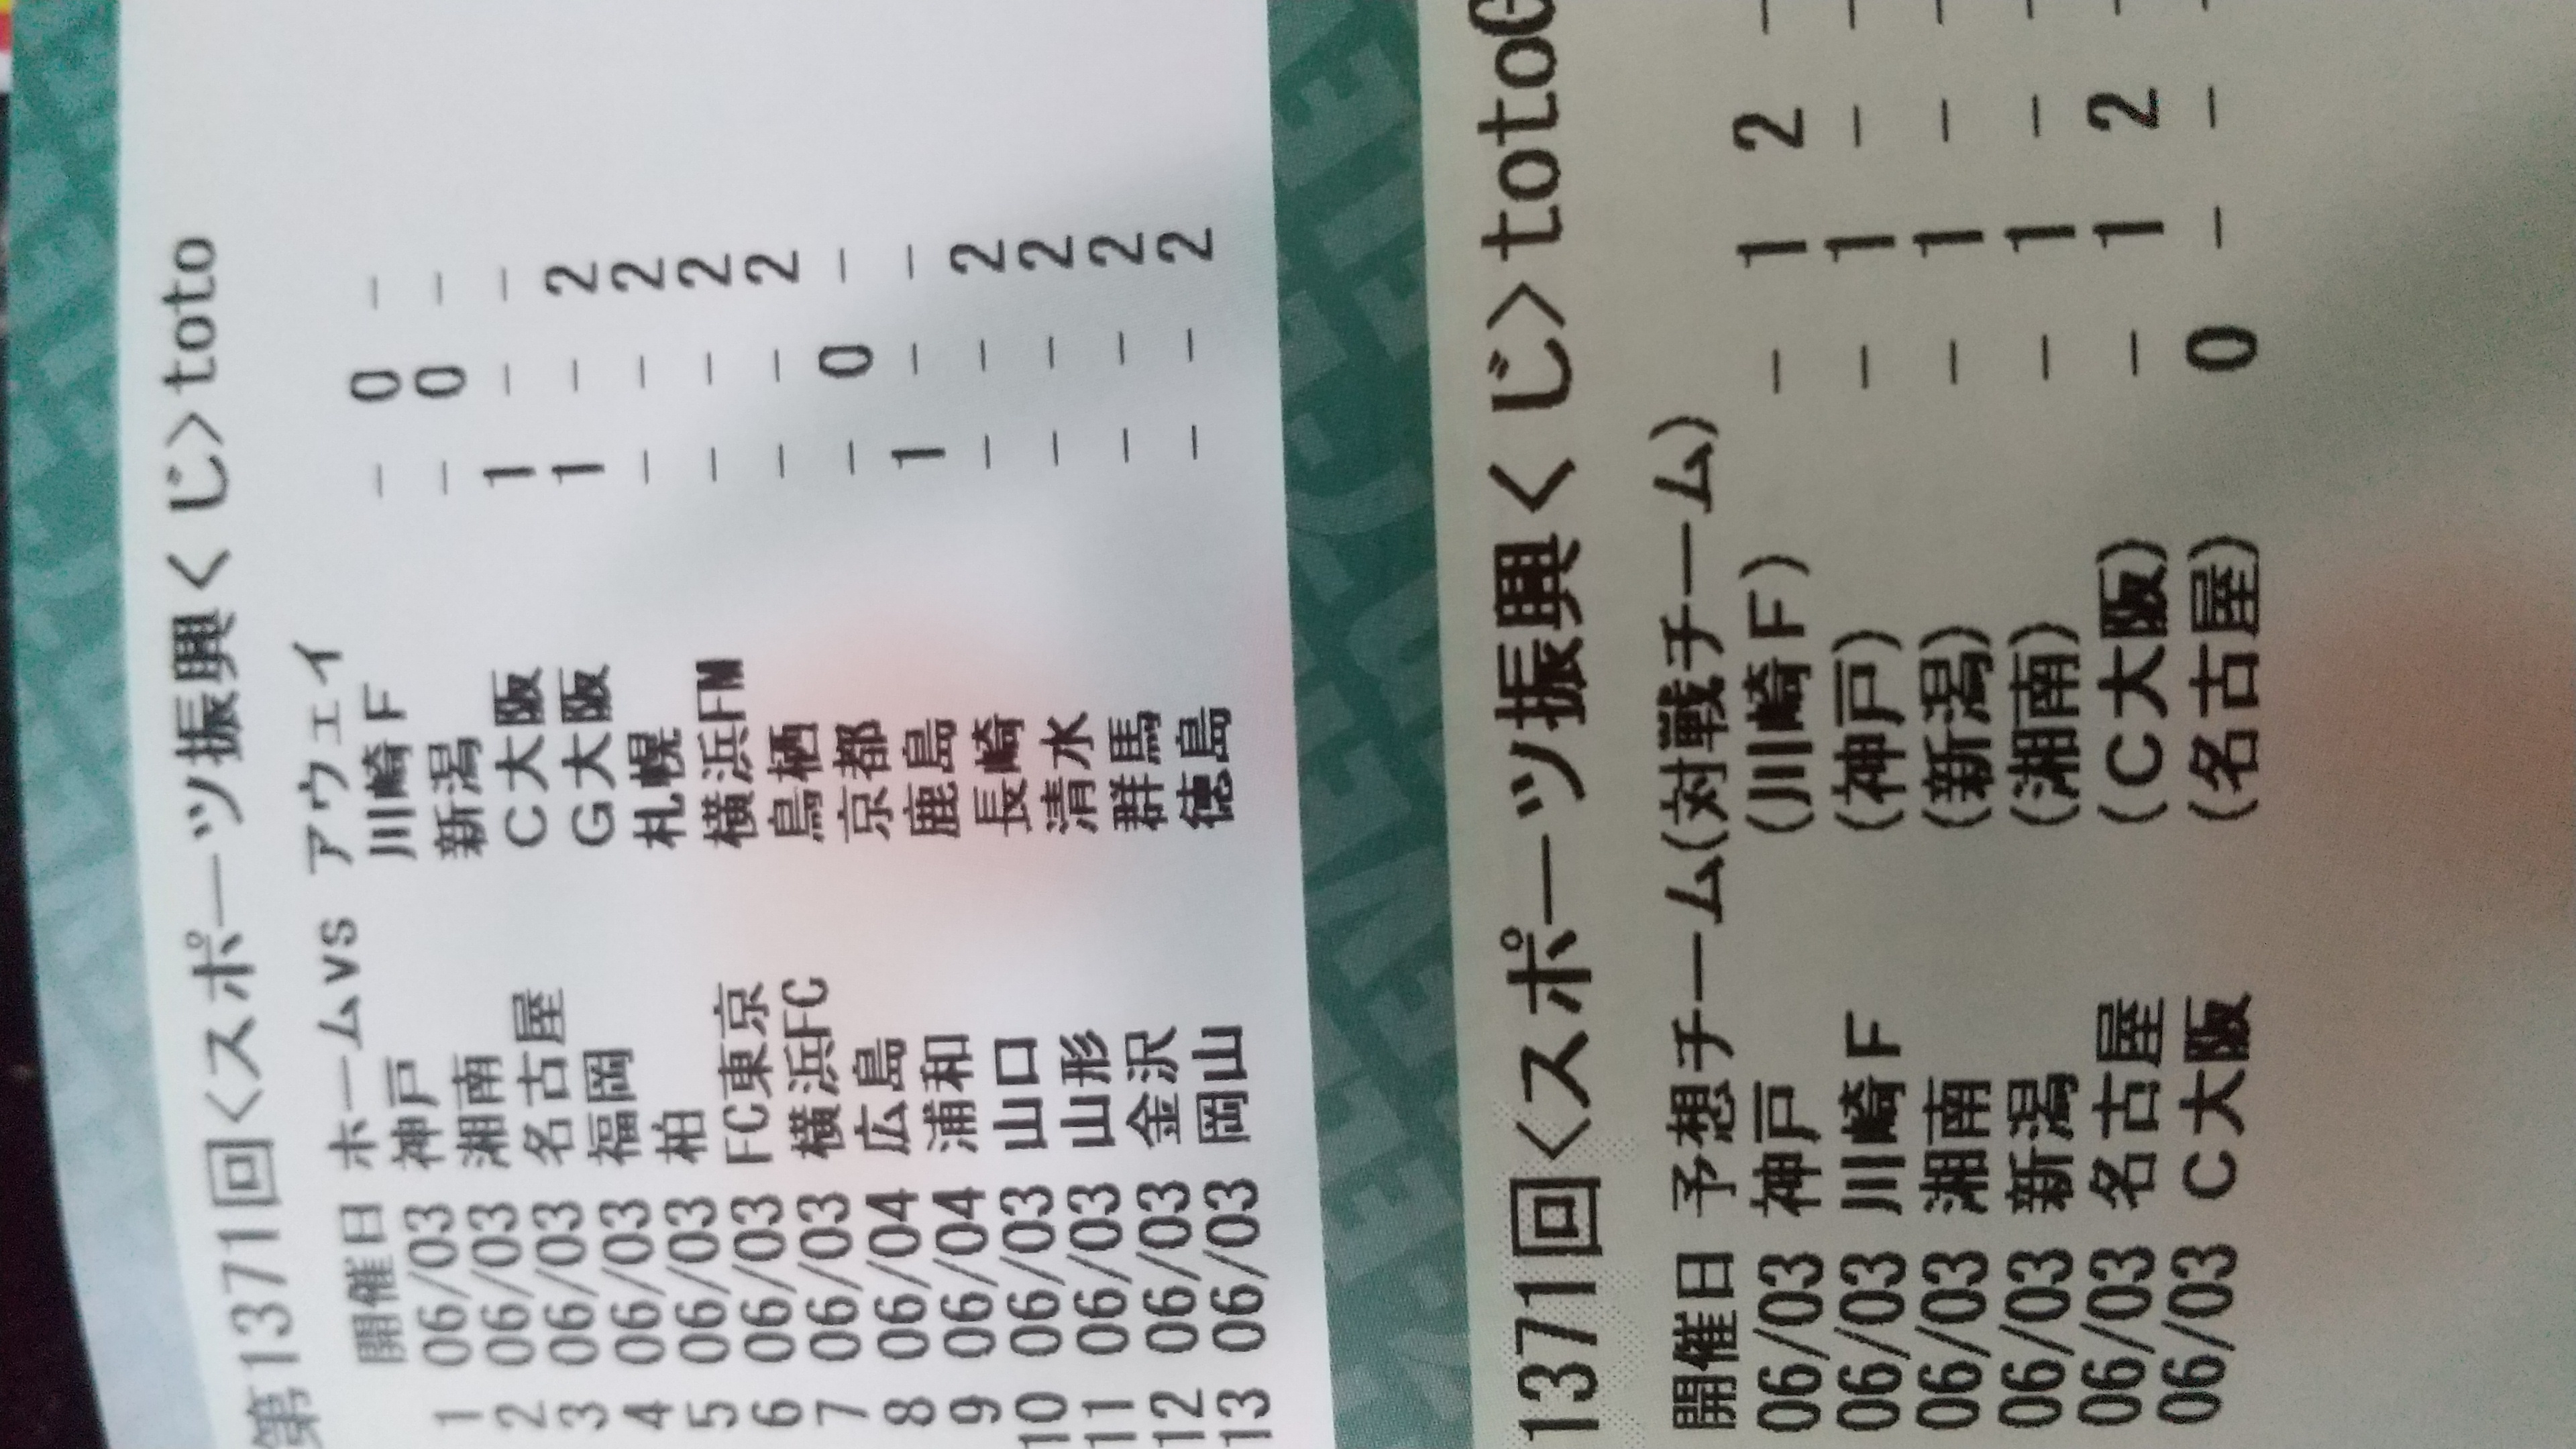 第1371回<スポーツ振興くじ>toto
開催日 ホームvs アウェイ
1 06/03 神戸 川崎F - 0 -
2 06/03 湘南 新潟 - 0 -
3 06/03 名古屋 C大阪 1 - -
4 06/03 福岡 G大阪 1 - 2
5 06/03 柏 札幌 - - 2
6 06/03 FC東京 横浜FM - - 2
7 06/03 横浜FC 鳥栖 - - 2
8 06/04 広島 京都 - 0 -
9 06/04 浦和 鹿島 1 - -
10 06/03 山口 長崎 - - 2
11 06/03 山形 清水 - - 2
12 06/03 金沢 群馬 - - 2
13 06/03 岡山 徳島 - - 2
1371回<スポーツ振興くじ>totoG
開催日 予想チーム(対戦チーム)
06/03 神戸 (川崎F) - 1 2 -
06/03 川崎F (神戸) - 1 - -
06/03 湘南 (新潟) - 1 - -
06/03 新潟 (湘南) - 1 - -
06/03 名古屋 (C大阪) - 1 2 -
06/03 C大阪 (名古屋) 0 - - -